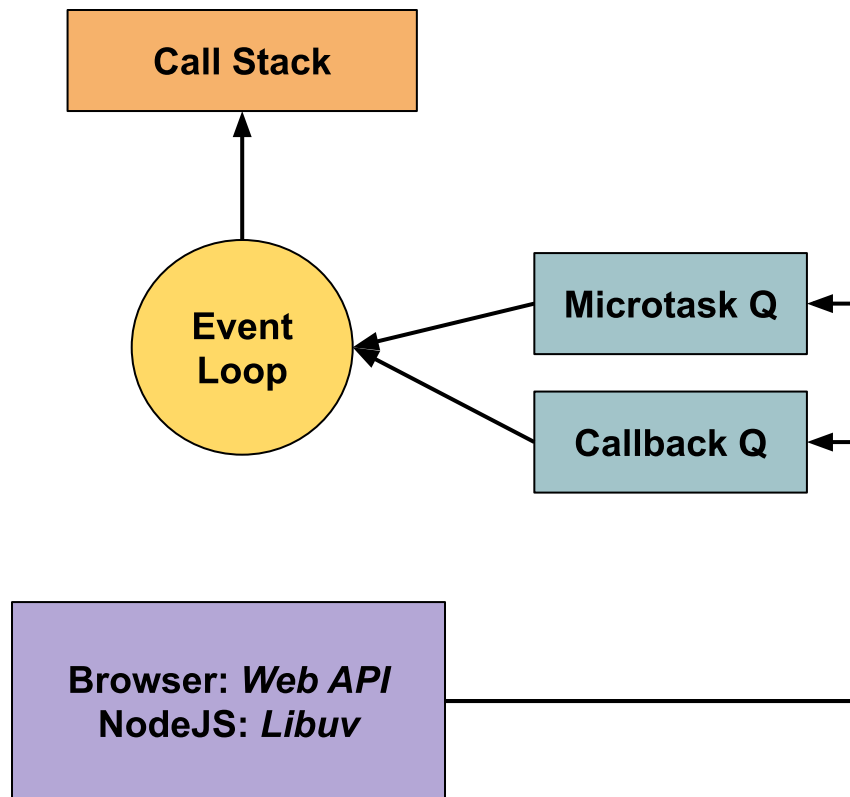 Call Stack
Event
Loop
Microtask Q
Callback Q
Browser: Web API
NodeJS: Libuv